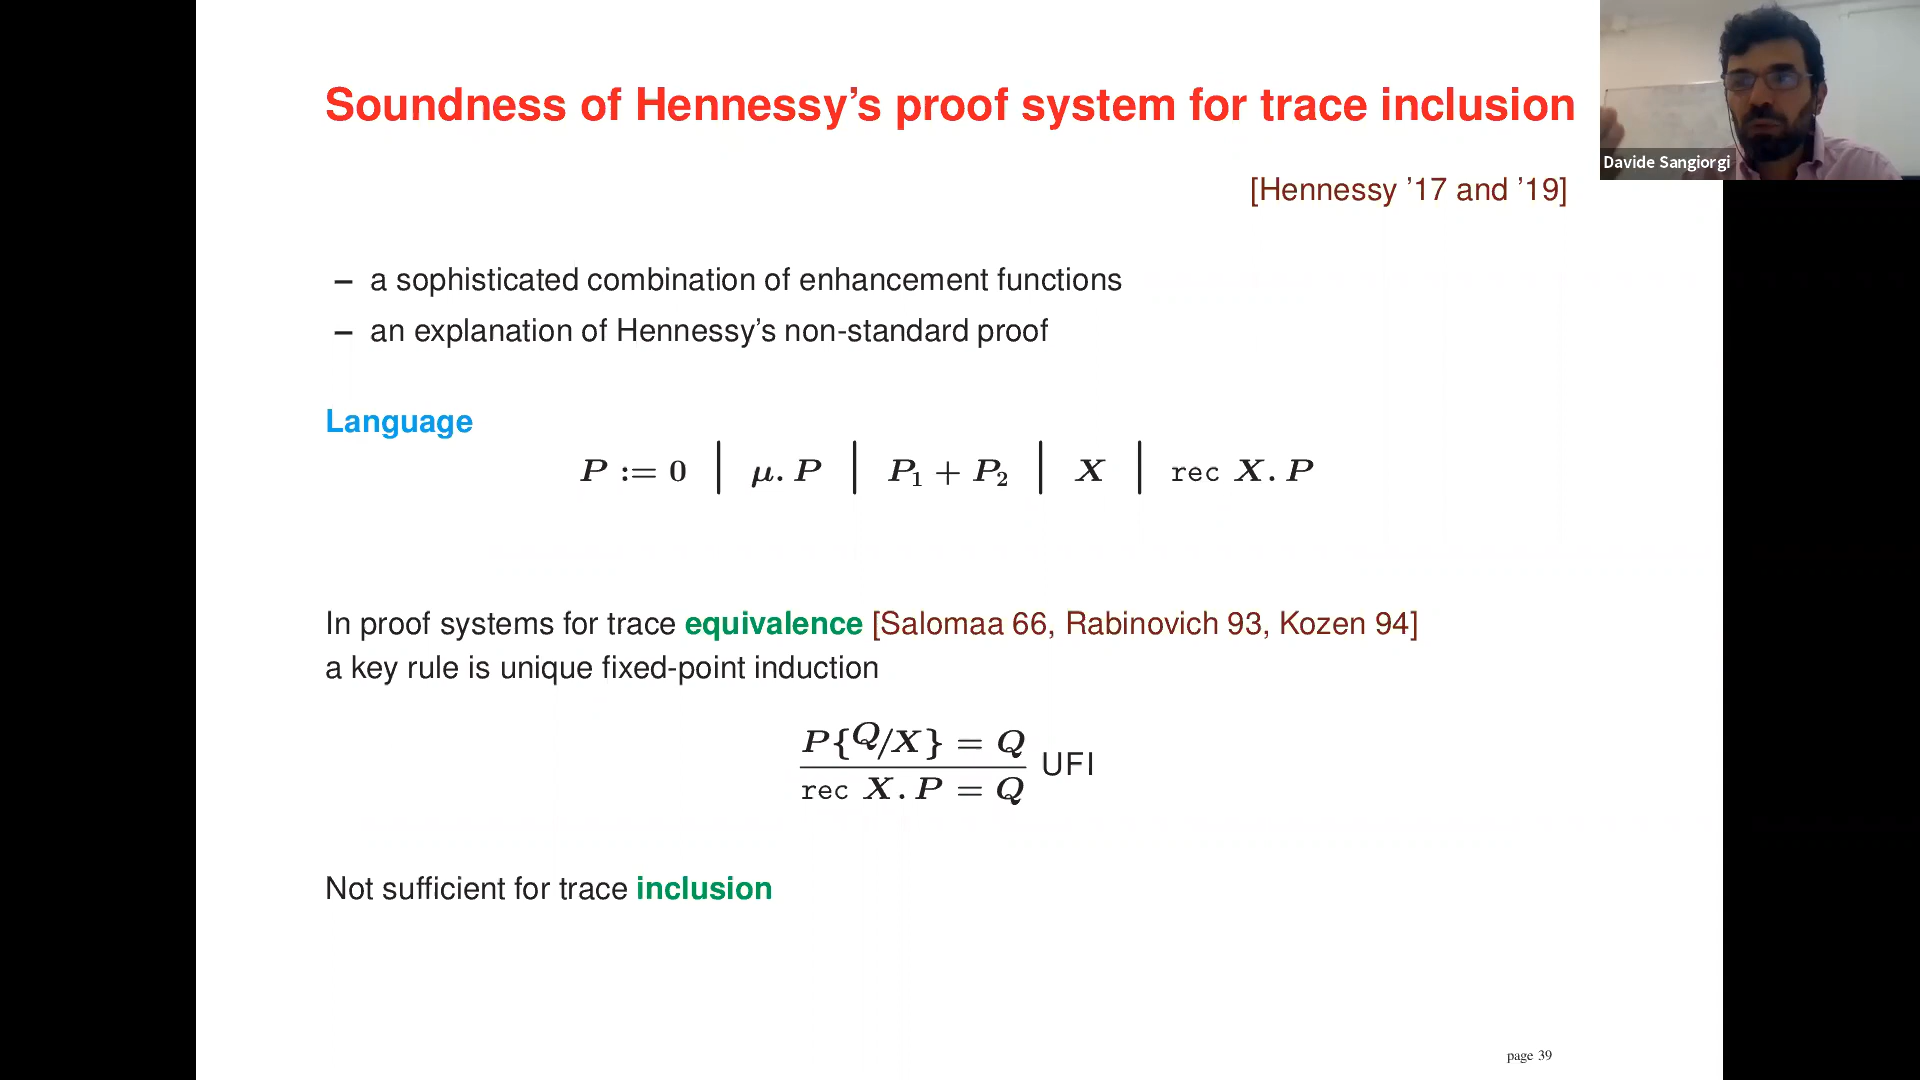 Soundness of Hennessy’s proof system for trace inclusion
Davide Sangiorgi
[Hennessy ’17 and ’19]
– a sophisticated combination of enhancement functions
– an explanation of Hennessy’s non-standard proof
Language
P := 0 | μ. P | P₁ + P₂ | X | rec X. P
In proof systems for trace equivalence [Salomaa 66, Rabinovich 93, Kozen 94]
a key rule is unique fixed-point induction
P{Q/X} = Q
UFI
rec X. P = Q
Not sufficient for trace inclusion
page 39